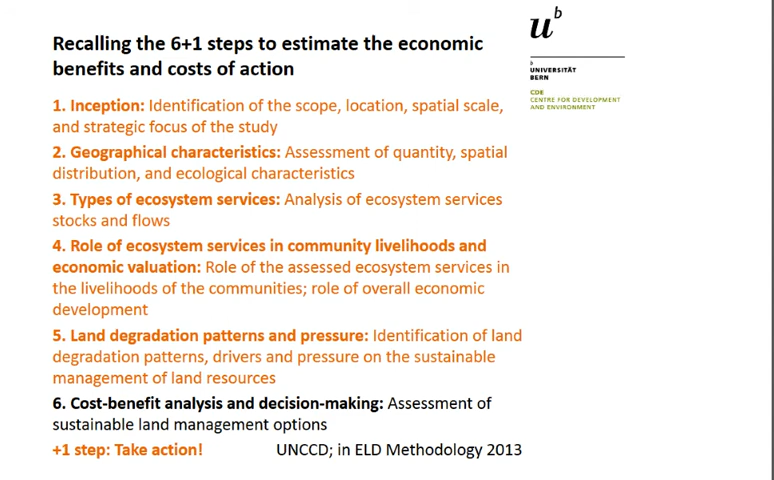 Recalling the 6+1 steps to estimate the economic
benefits and costs of action
1. Inception: Identification of the scope, location, spatial scale,
and strategic focus of the study
2. Geographical characteristics: Assessment of quantity, spatial
distribution, and ecological characteristics
3. Types of ecosystem services: Analysis of ecosystem services
stocks and flows
4. Role of ecosystem services in community livelihoods and
economic valuation: Role of the assessed ecosystem services in
the livelihoods of the communities; role of overall economic
development
5. Land degradation patterns and pressure: Identification of land
degradation patterns, drivers and pressure on the sustainable
management of land resources
6. Cost-benefit analysis and decision-making: Assessment of
sustainable land management options
+1 step: Take action! UNCCD; in ELD Methodology 2013
u b
b
UNIVERSITÄT
BERN
CDE
CENTRE FOR DEVELOPMENT
AND ENVIRONMENT